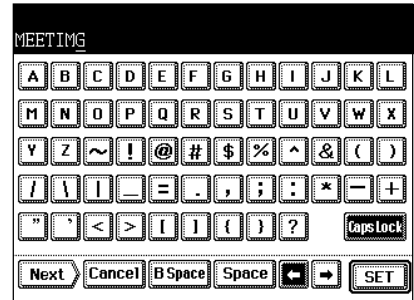 MEETIMG
A B C D E F G H I J K L
M N O P Q R S T U V W X
Y Z ~ ! @ # $ % ^ & ( )
/ \ | _ = . , ; : * - +
" ' < > [ ] { } ? Caps Lock
Next Cancel B Space Space ← → SET